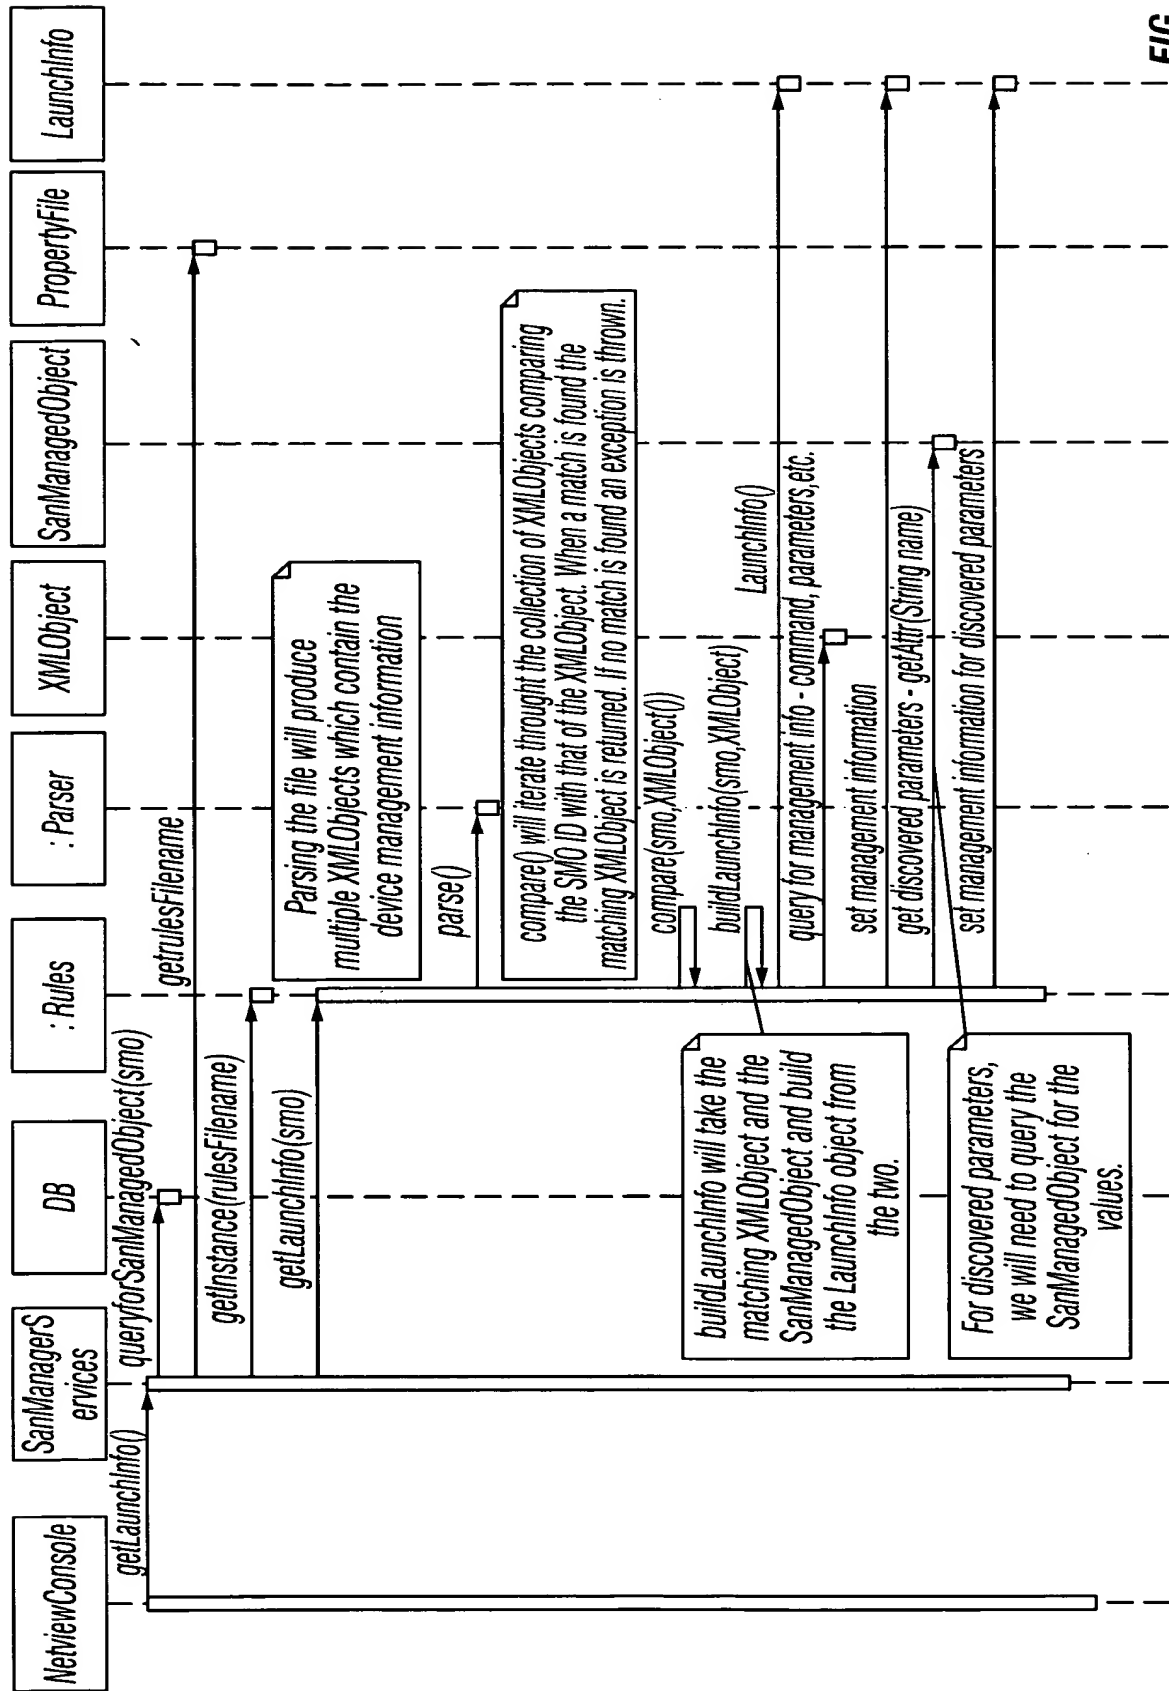 NetviewConsole
SanManagerS
ervices
DB
: Rules
: Parser
XMLObject
SanManagedObject
PropertyFile
LaunchInfo
getLaunchInfo()
queryforSanManagedObject(smo)
getrulesFilename
getInstance(rulesFilename)
getLaunchInfo(smo)
Parsing the file will produce
multiple XMLObjects which contain the
device management information
parse()
compare() will iterate throught the collection of XMLObjects comparing
the SMO ID with that of the XMLObject. When a match is found the
matching XMLObject is returned. If no match is found an exception is thrown.
compare(smo,XMLObject())
buildLaunchInfo(smo,XMLObject)
buildLaunchInfo will take the
matching XMLObject and the
SanManagedObject and build
the LaunchInfo object from
the two.
LaunchInfo()
query for management info - command, parameters,etc.
set management information
get discovered parameters - getAttr(String name)
set management information for discovered parameters
For discovered parameters,
we will need to query the
SanManagedObject for the
values.
FIG